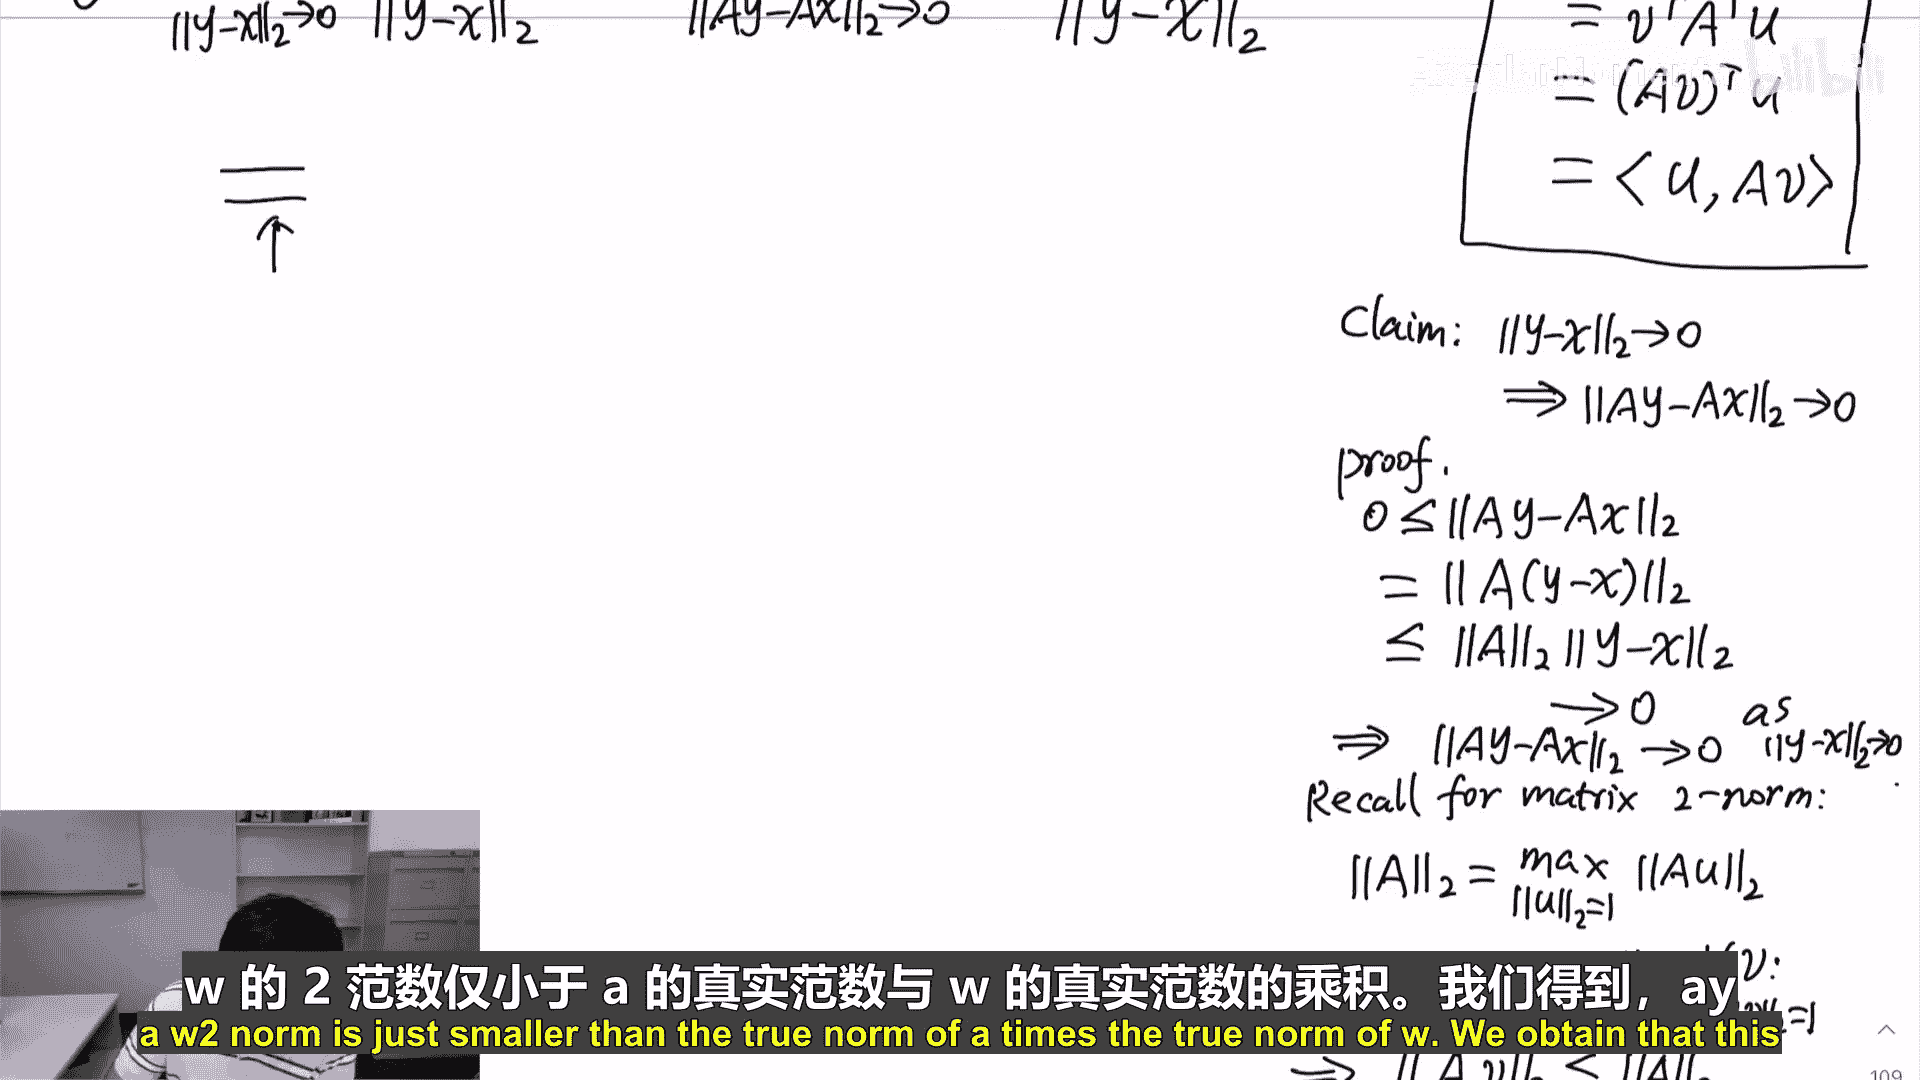 ‖y-x‖₂→0 ‖y-x‖₂ ‖Ay-Ax‖₂→0 ‖y-x‖₂
=
↑
= vᵀAᵀu
= (Av)ᵀu
= <u, Av>
bilibili
Claim: ‖y-x‖₂→0
⇒ ‖Ay-Ax‖₂→0
proof.
0 ≤ ‖Ay-Ax‖₂
= ‖A(y-x)‖₂
≤ ‖A‖₂ ‖y-x‖₂
→ 0 as
⇒ ‖Ay-Ax‖₂ → 0 ‖y-x‖₂→0
Recall for matrix 2-norm:
‖A‖₂ = max ‖Au‖₂
‖u‖₂=1
w 的 2 范数仅小于 a 的真实范数与 w 的真实范数的乘积。我们得到，ay
a w2 norm is just smaller than the true norm of a times the true norm of w. We obtain that this
109